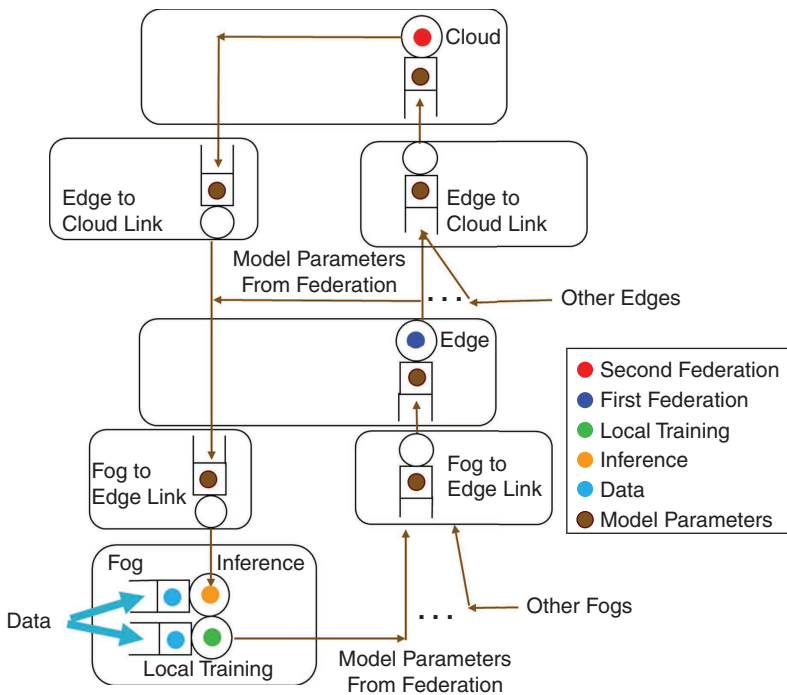 Cloud
Edge to
Cloud Link
Edge to
Cloud Link
Model Parameters
From Federation
...
Other Edges
Edge
Second Federation
First Federation
Local Training
Inference
Data
Model Parameters
Fog to
Edge Link
Fog to
Edge Link
Fog
Inference
Data
...
Other Fogs
Local Training
Model Parameters
From Federation